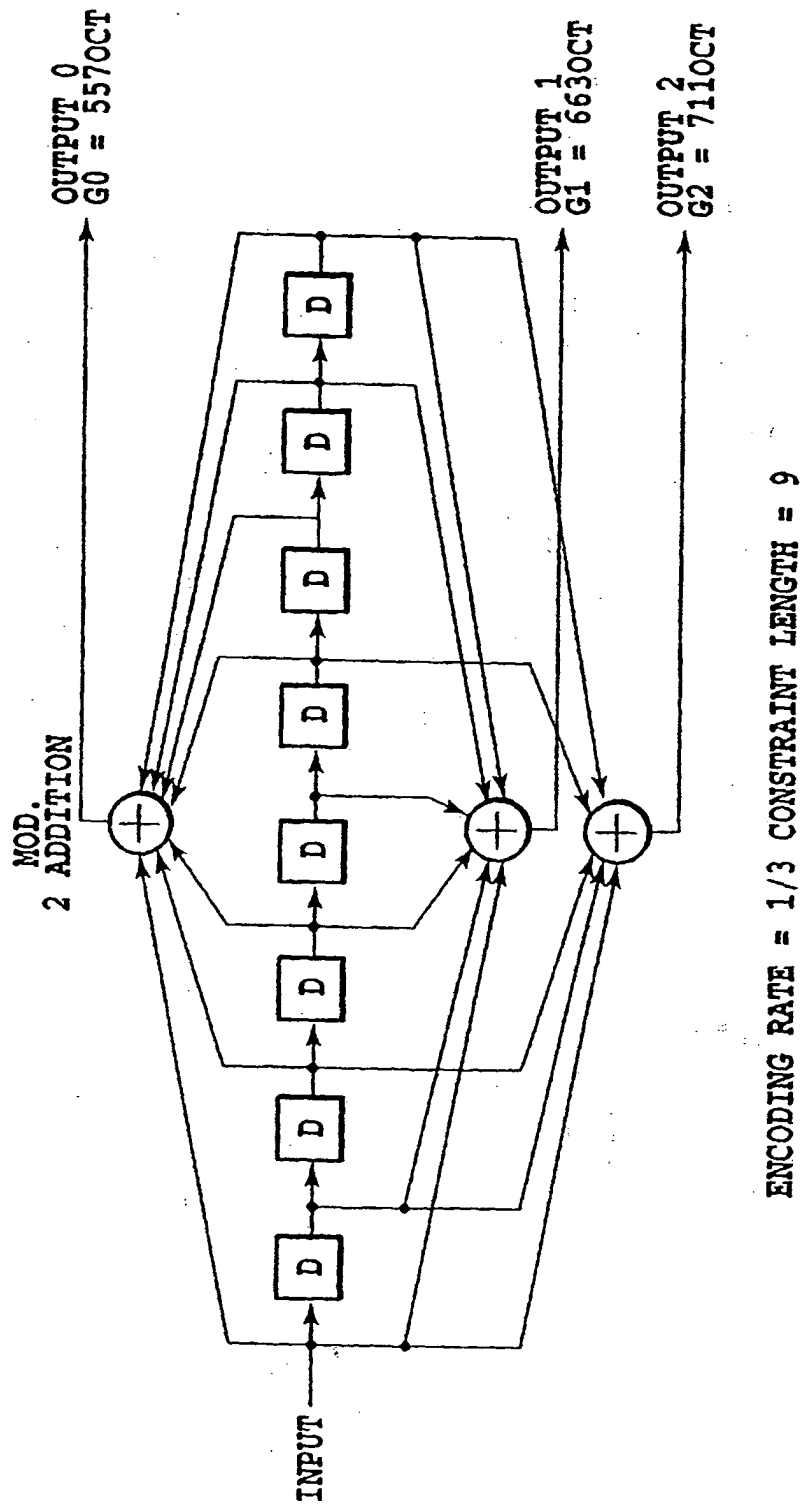 MOD.
2 ADDITION
OUTPUT 0
G0 = 557OCT
INPUT
D
D
D
D
D
D
D
D
OUTPUT 1
G1 = 663OCT
OUTPUT 2
G2 = 711OCT
ENCODING RATE = 1/3 CONSTRAINT LENGTH = 9